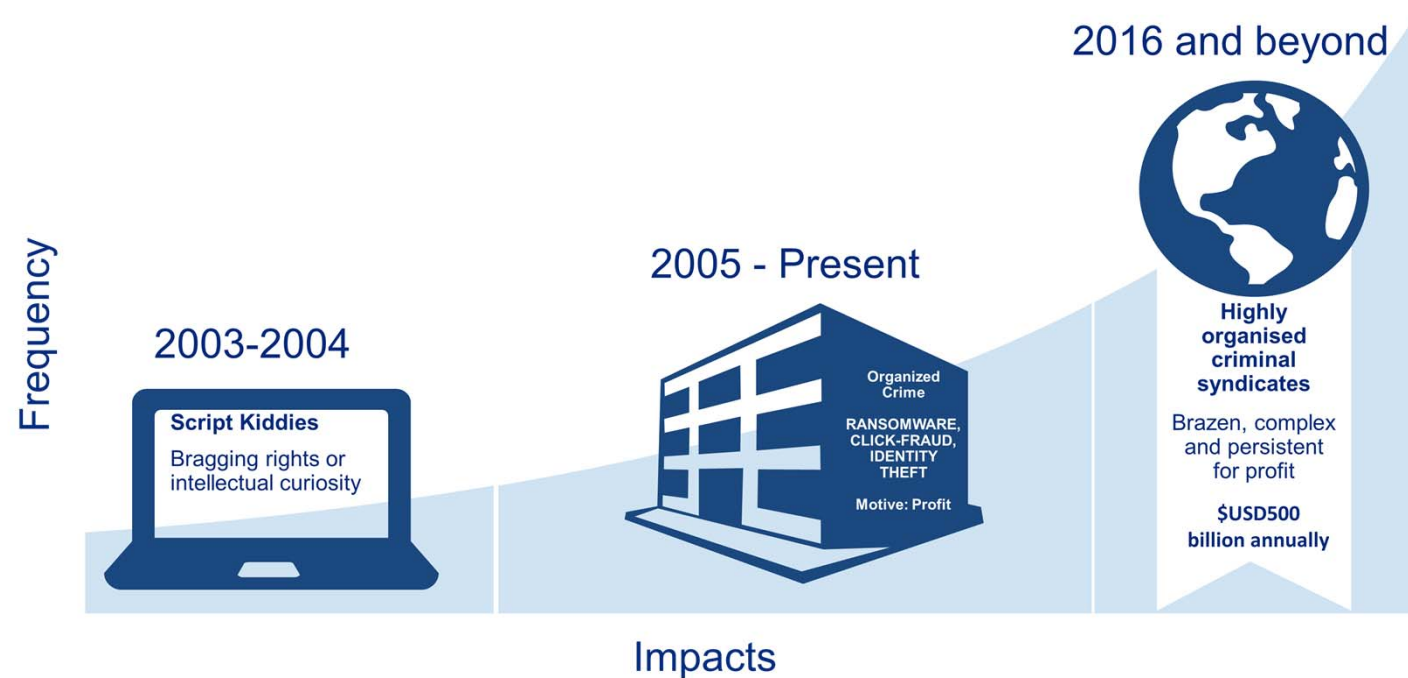 2016 and beyond
2005 - Present
2003-2004
Frequency
Script Kiddies
Bragging rights or
intellectual curiosity
Organized
Crime
RANSOMWARE,
CLICK-FRAUD,
IDENTITY
THEFT
Motive: Profit
Highly
organised
criminal
syndicates
Brazen, complex
and persistent
for profit
$USD500
billion annually
Impacts